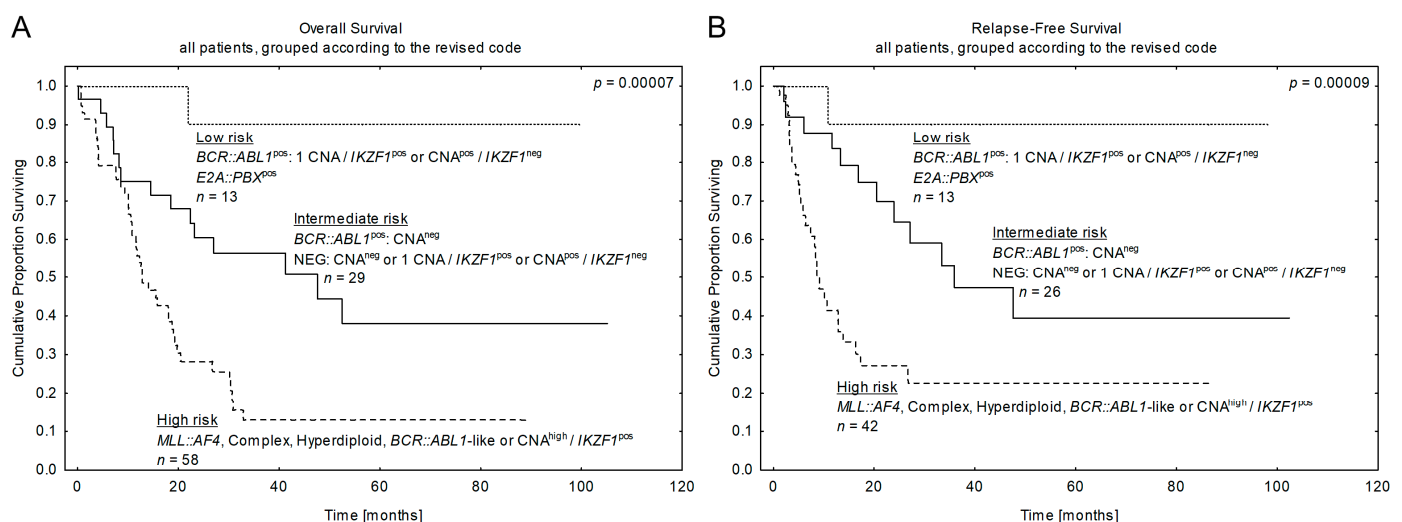 A
Overall Survival
all patients, grouped according to the revised code
p = 0.00007
Cumulative Proportion Surviving
1.0
0.9
0.8
0.7
0.6
0.5
0.4
0.3
0.2
0.1
0.0
Low risk
BCR::ABL1pos: 1 CNA / IKZF1pos or CNApos / IKZF1neg
E2A::PBXpos
n = 13
Intermediate risk
BCR::ABL1pos: CNAneg
NEG: CNAneg or 1 CNA / IKZF1pos or CNApos / IKZF1neg
n = 29
High risk
MLL::AF4, Complex, Hyperdiploid, BCR::ABL1-like or CNAhigh / IKZF1pos
n = 58
0 20 40 60 80 100 120
Time [months]
B
Relapse-Free Survival
all patients, grouped according to the revised code
p = 0.00009
Cumulative Proportion Surviving
1.0
0.9
0.8
0.7
0.6
0.5
0.4
0.3
0.2
0.1
0.0
Low risk
BCR::ABL1pos: 1 CNA / IKZF1pos or CNApos / IKZF1neg
E2A::PBXpos
n = 13
Intermediate risk
BCR::ABL1pos: CNAneg
NEG: CNAneg or 1 CNA / IKZF1pos or CNApos / IKZF1neg
n = 26
High risk
MLL::AF4, Complex, Hyperdiploid, BCR::ABL1-like or CNAhigh / IKZF1pos
n = 42
0 20 40 60 80 100 120
Time [months]